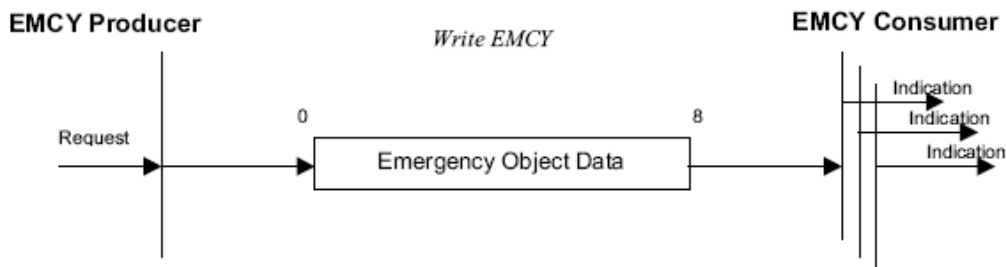 EMCY Producer
Write EMCY
EMCY Consumer
Indication
0
8
Indication
Request
Indication
Emergency Object Data